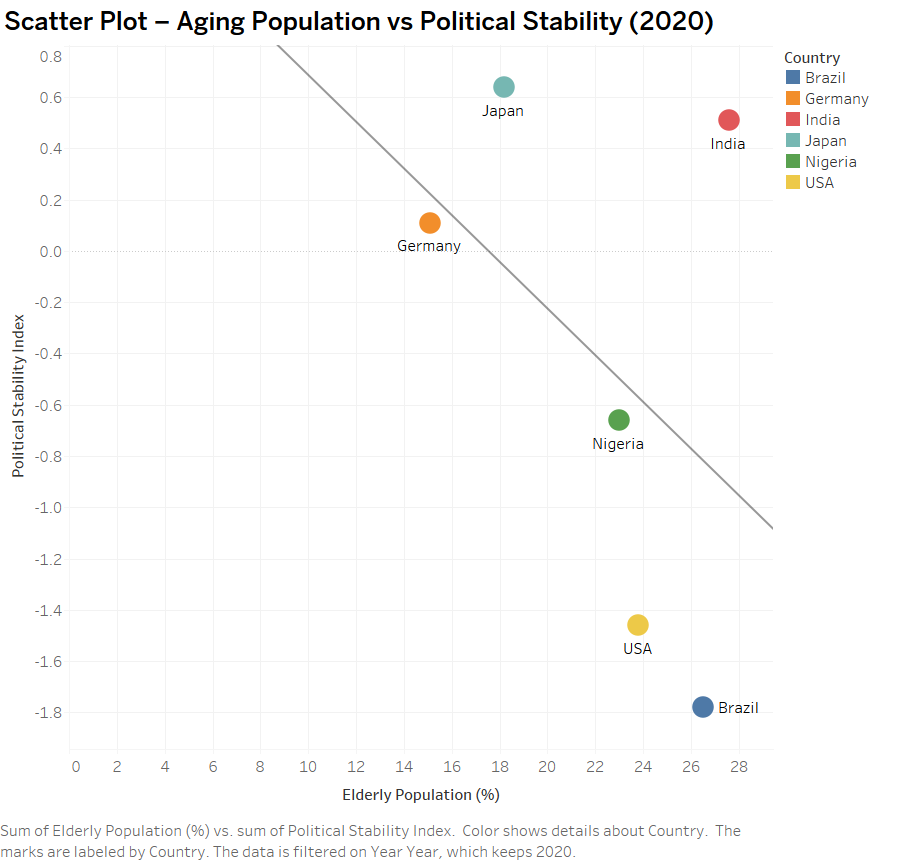 Scatter Plot – Aging Population vs Political Stability (2020)
Country
Brazil
Germany
India
Japan
Nigeria
USA
Political Stability Index
0.8
0.6
0.4
0.2
0.0
-0.2
-0.4
-0.6
-0.8
-1.0
-1.2
-1.4
-1.6
-1.8
Japan
India
Germany
Nigeria
USA
Brazil
0 2 4 6 8 10 12 14 16 18 20 22 24 26 28
Elderly Population (%)
Sum of Elderly Population (%) vs. sum of Political Stability Index.  Color shows details about Country.  The
marks are labeled by Country. The data is filtered on Year Year, which keeps 2020.